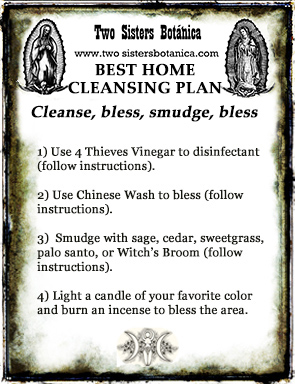 Two Sisters Botánica
www.two sistersbotanica.com
BEST HOME
CLEANSING PLAN
Cleanse, bless, smudge, bless
1) Use 4 Thieves Vinegar to disinfectant
(follow instructions).
2) Use Chinese Wash to bless (follow
instructions).
3)  Smudge with sage, cedar, sweetgrass,
palo santo, or Witch's Broom (follow
instructions).
4) Light a candle of your favorite color
and burn an incense to bless the area.